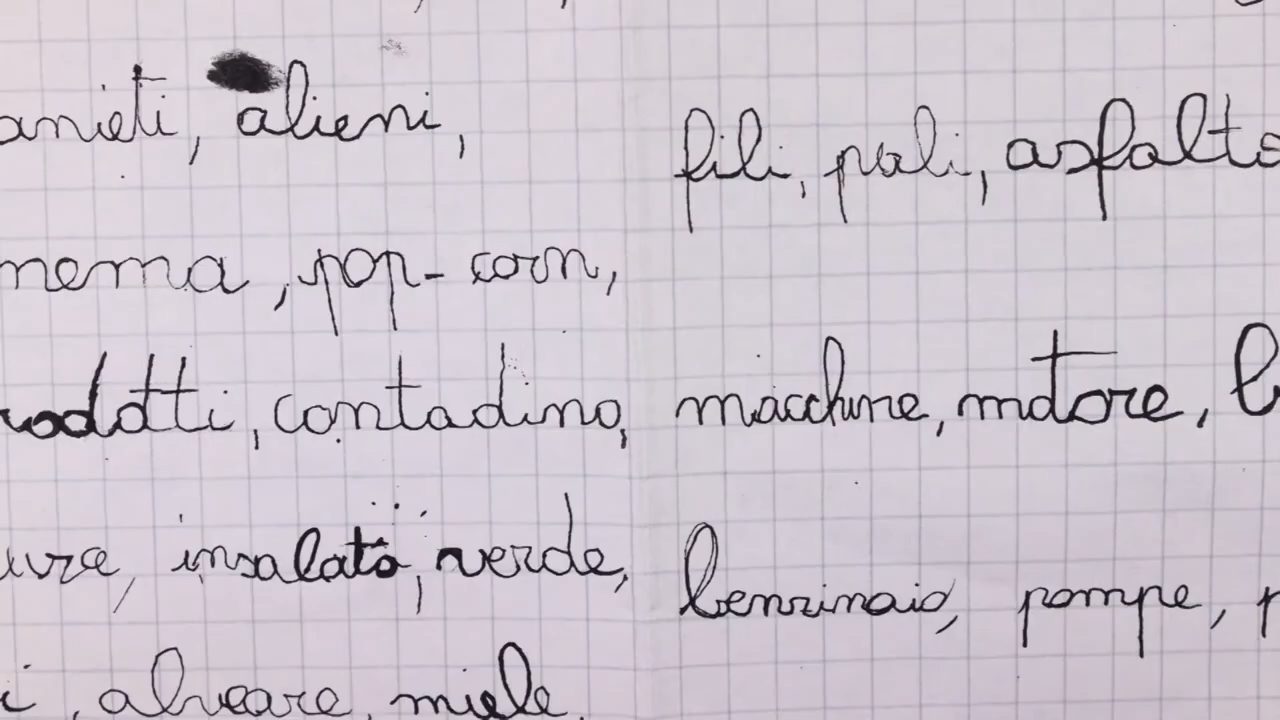 alieni,
pop-corn,
contadino,
insalata, verde,
alveare, miele,
fili, pali, asfalto
macchine, motore,
benzinaio, pompe,